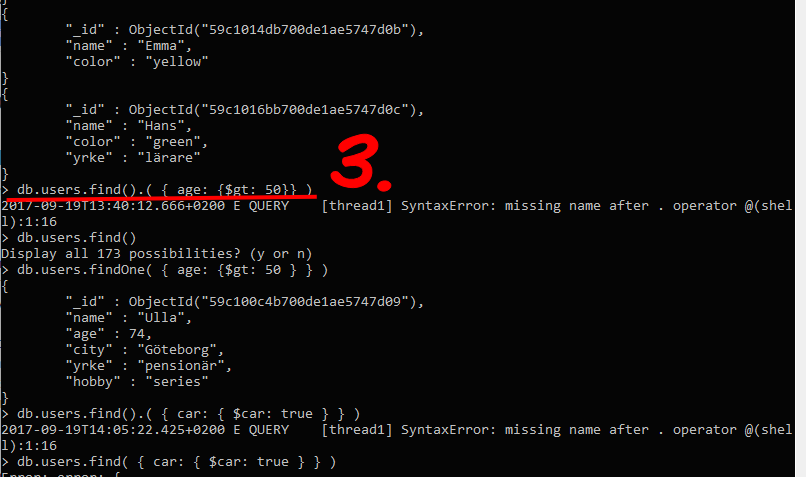 }
{
"_id" : ObjectId("59c1014db700de1ae5747d0b"),
"name" : "Emma",
"color" : "yellow"
}
{
"_id" : ObjectId("59c1016bb700de1ae5747d0c"),
"name" : "Hans",
"color" : "green",
"yrke" : "lärare"
}
3.
> db.users.find().( { age: {$gt: 50}} )
2017-09-19T13:40:12.666+0200 E QUERY    [thread1] SyntaxError: missing name after . operator @(shel
l):1:16
> db.users.find()
Display all 173 possibilities? (y or n)
> db.users.findOne( { age: {$gt: 50 } } )
{
"_id" : ObjectId("59c100c4b700de1ae5747d09"),
"name" : "Ulla",
"age" : 74,
"city" : "Göteborg",
"yrke" : "pensionär",
"hobby" : "series"
}
> db.users.find().( { car: { $car: true } } )
2017-09-19T14:05:22.425+0200 E QUERY    [thread1] SyntaxError: missing name after . operator @(shel
l):1:16
> db.users.find( { car: { $car: true } } )
Error: error: {